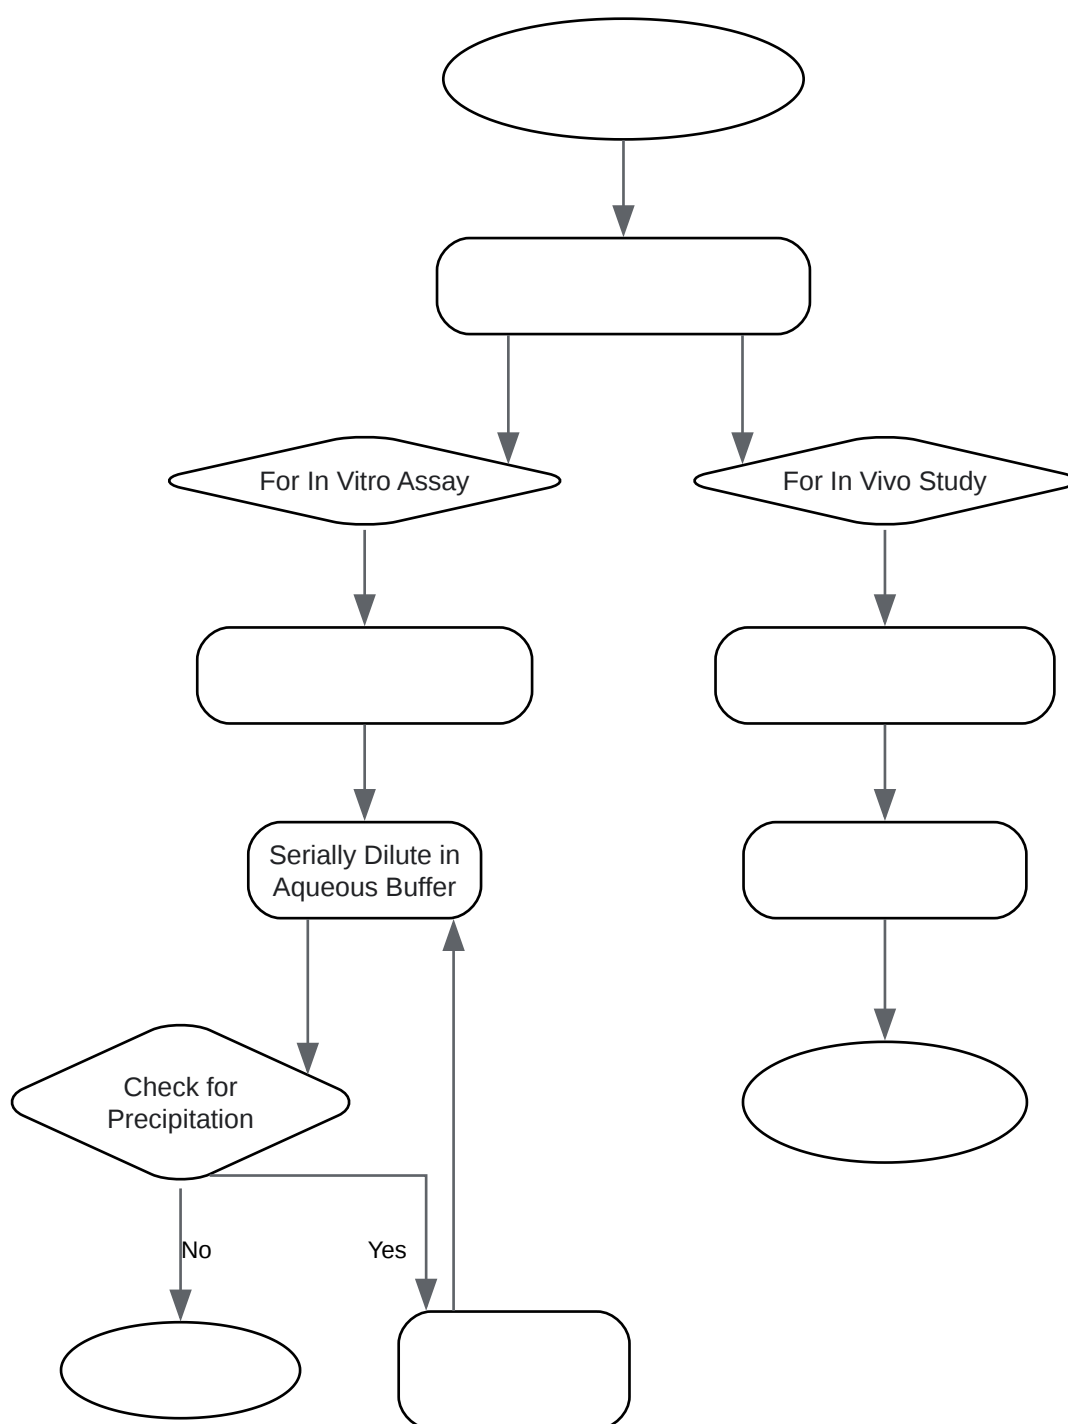 For In Vitro Assay
For In Vivo Study
Serially Dilute in
Aqueous Buffer
Check for
Precipitation
No
Yes